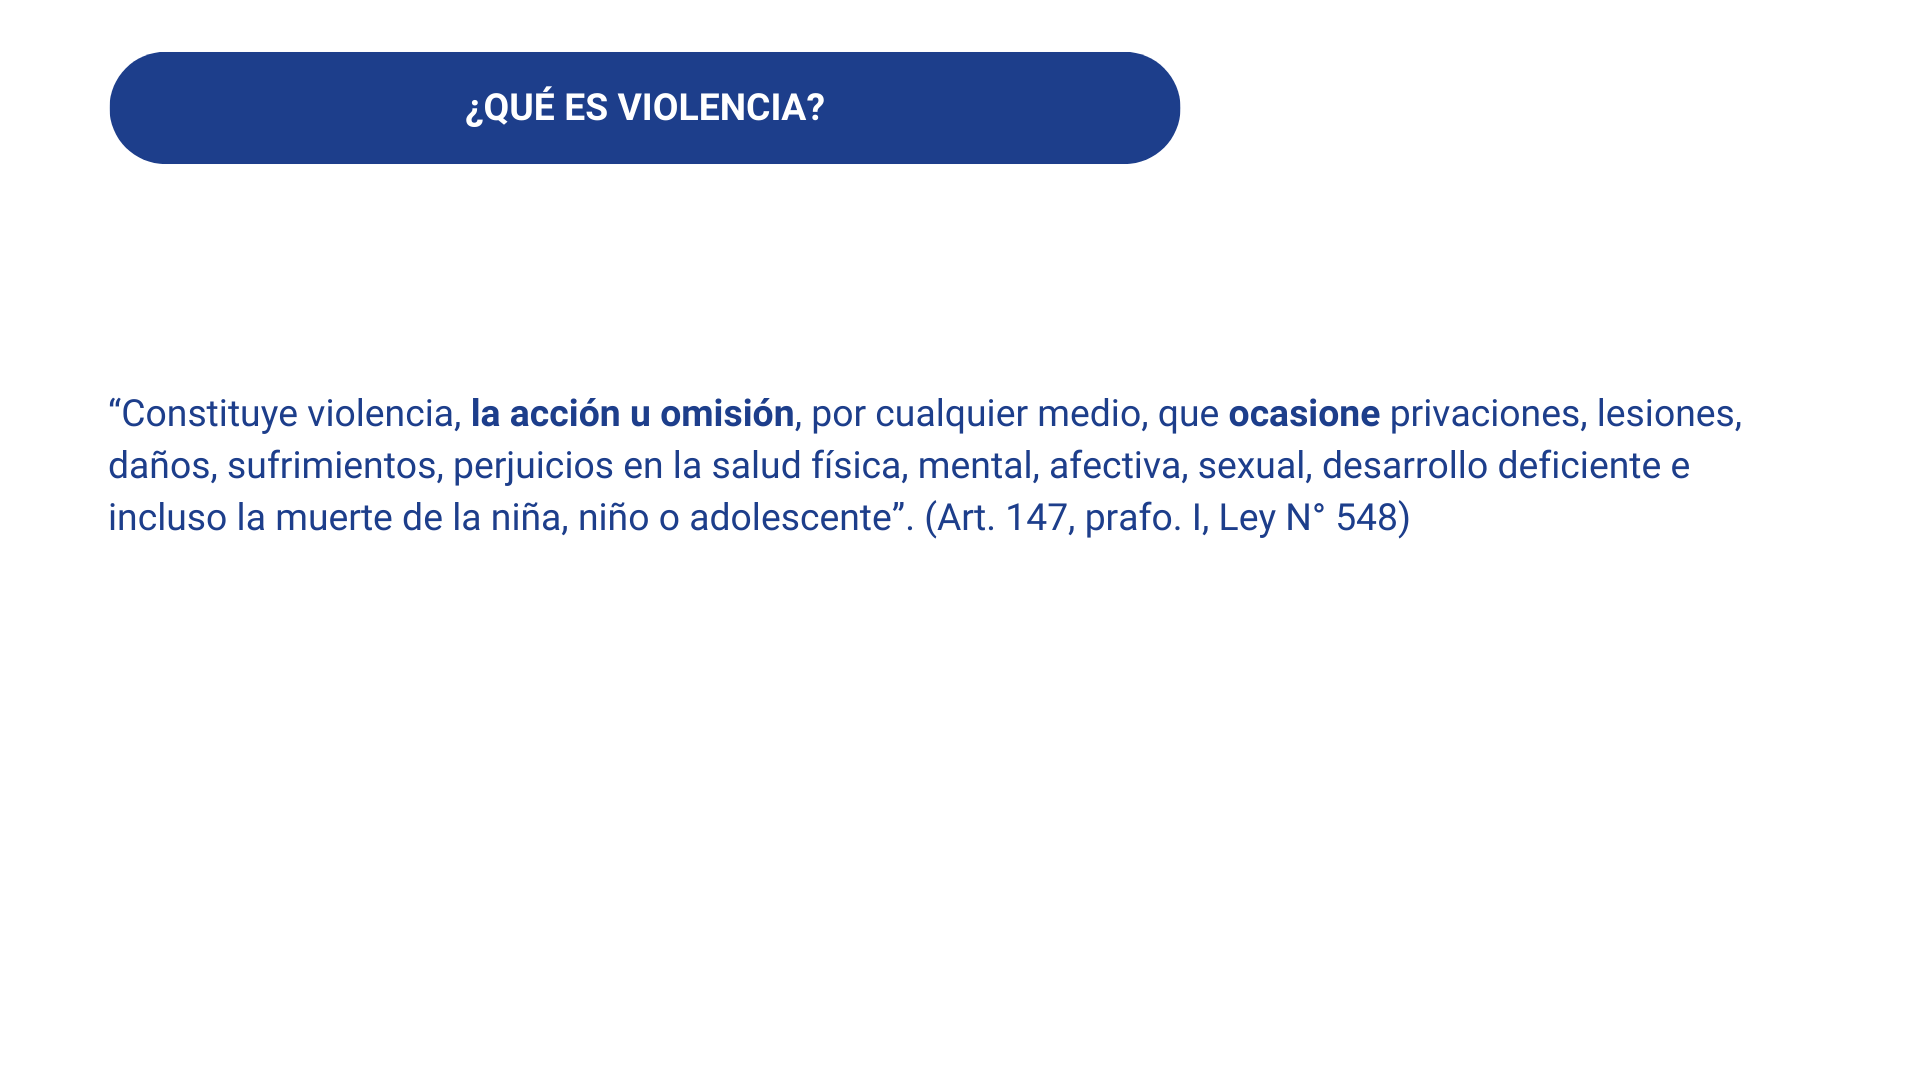 ¿QUÉ ES VIOLENCIA?
“Constituye violencia, la acción u omisión, por cualquier medio, que ocasione privaciones, lesiones,
daños, sufrimientos, perjuicios en la salud física, mental, afectiva, sexual, desarrollo deficiente e
incluso la muerte de la niña, niño o adolescente”. (Art. 147, prafo. I, Ley N° 548)